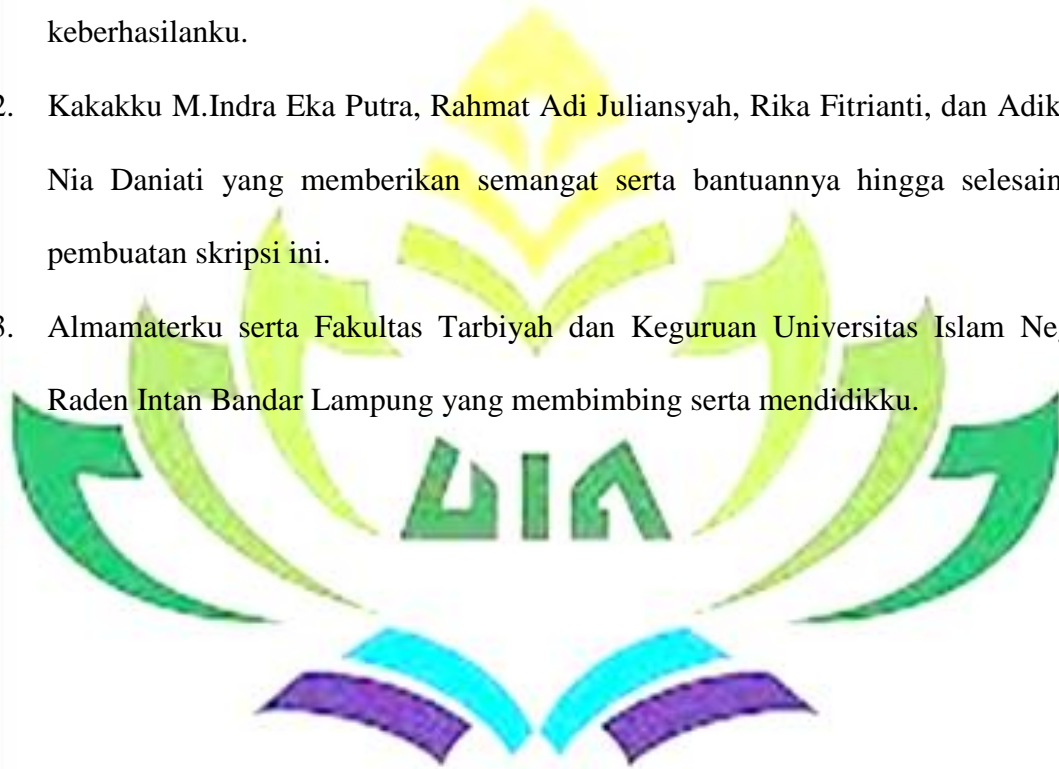 keberhasilanku.
2. Kakakku M.Indra Eka Putra, Rahmat Adi Juliansyah, Rika Fitrianti, dan Adik
Nia Daniati yang memberikan semangat serta bantuannya hingga selesain
pembuatan skripsi ini.
3. Almamaterku serta Fakultas Tarbiyah dan Keguruan Universitas Islam Neg
Raden Intan Bandar Lampung yang membimbing serta mendidikku.
UIN